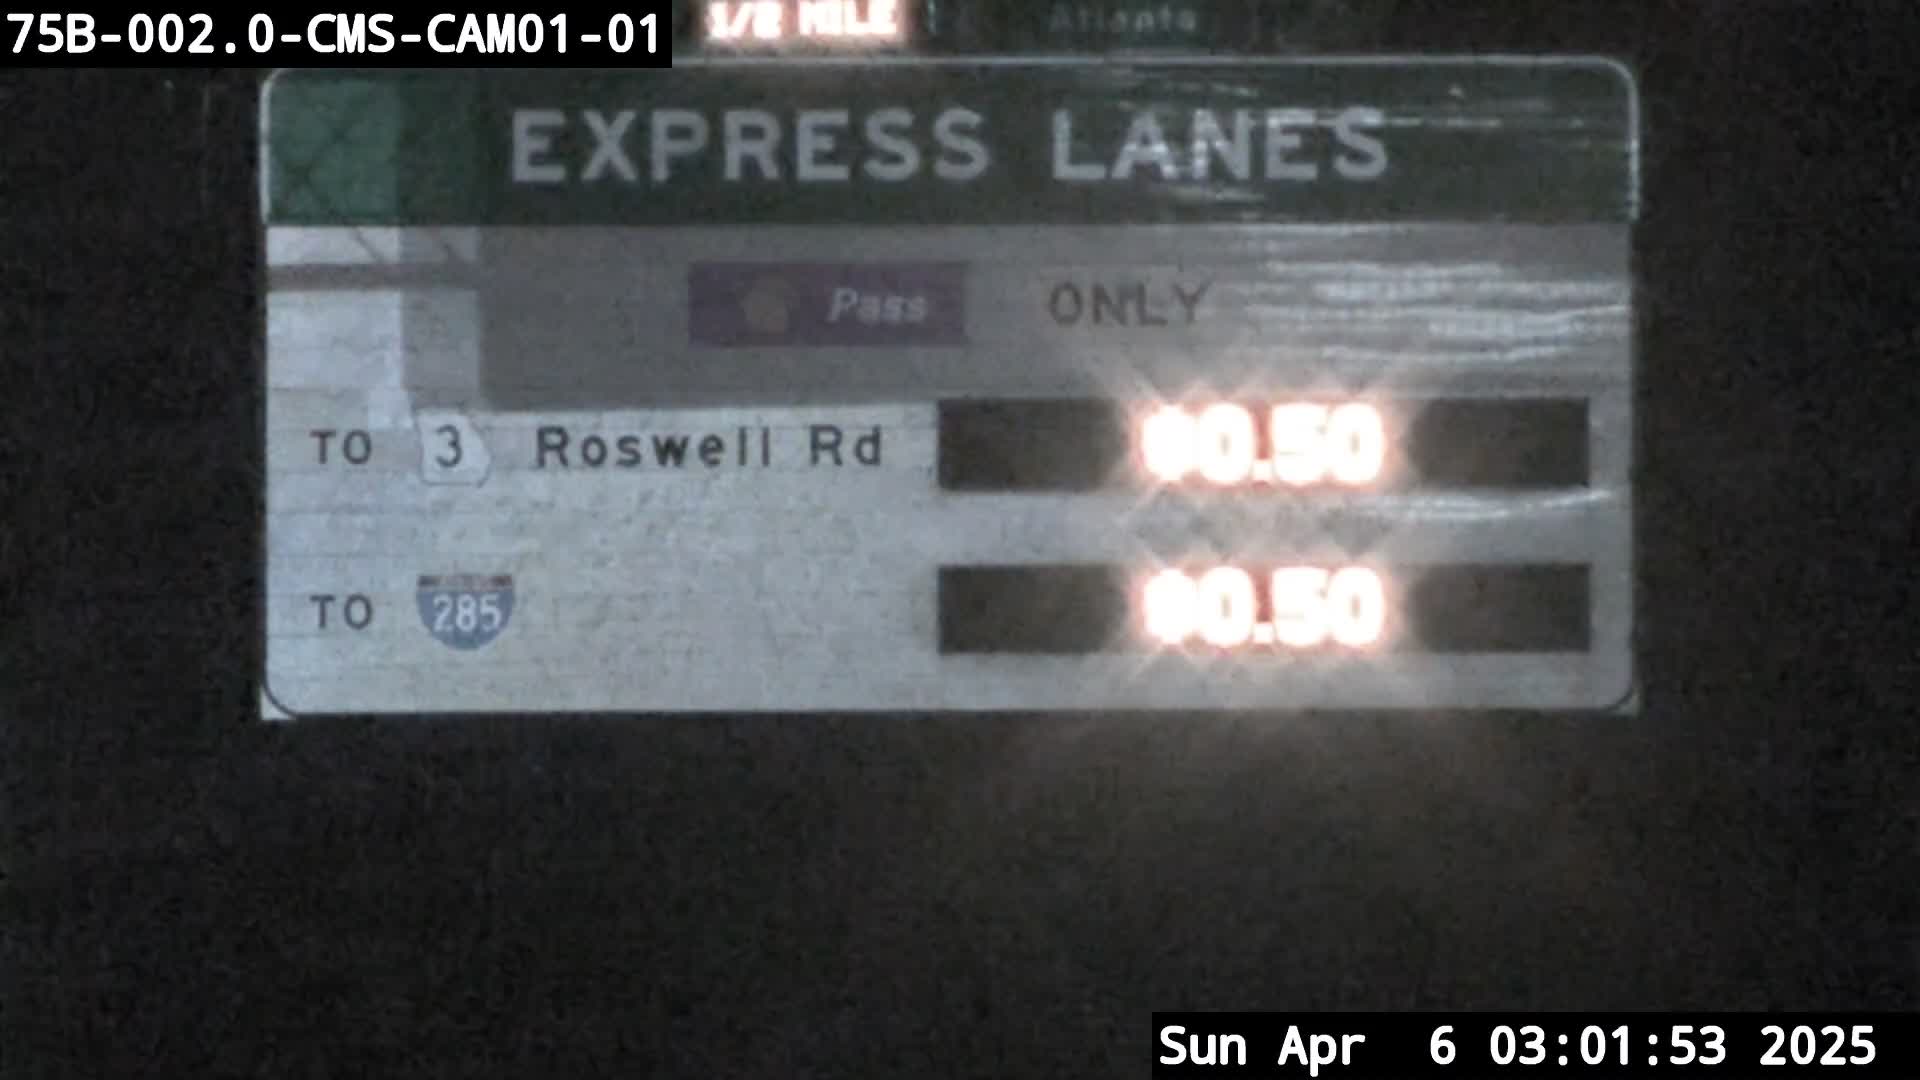 75B-002.0-CMS-CAM01-01
1/2 MILE
Atlanta
EXPRESS LANES
Pass ONLY
TO 3 Roswell Rd $0.50
TO 285 $0.50
Sun Apr 6 03:01:53 2025